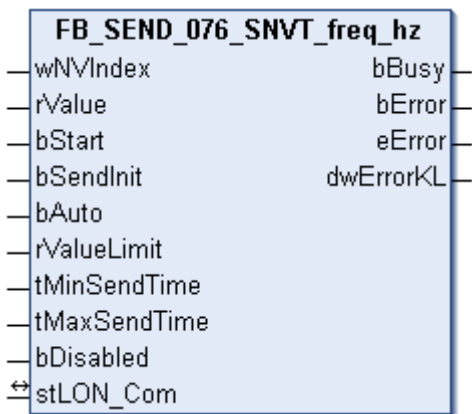 FB_SEND_076_SNVT_freq_hz
wNVIndex bBusy
rValue bError
bStart eError
bSendInit dwErrorKL
bAuto
rValueLimit
tMinSendTime
tMaxSendTime
bDisabled
stLON_Com